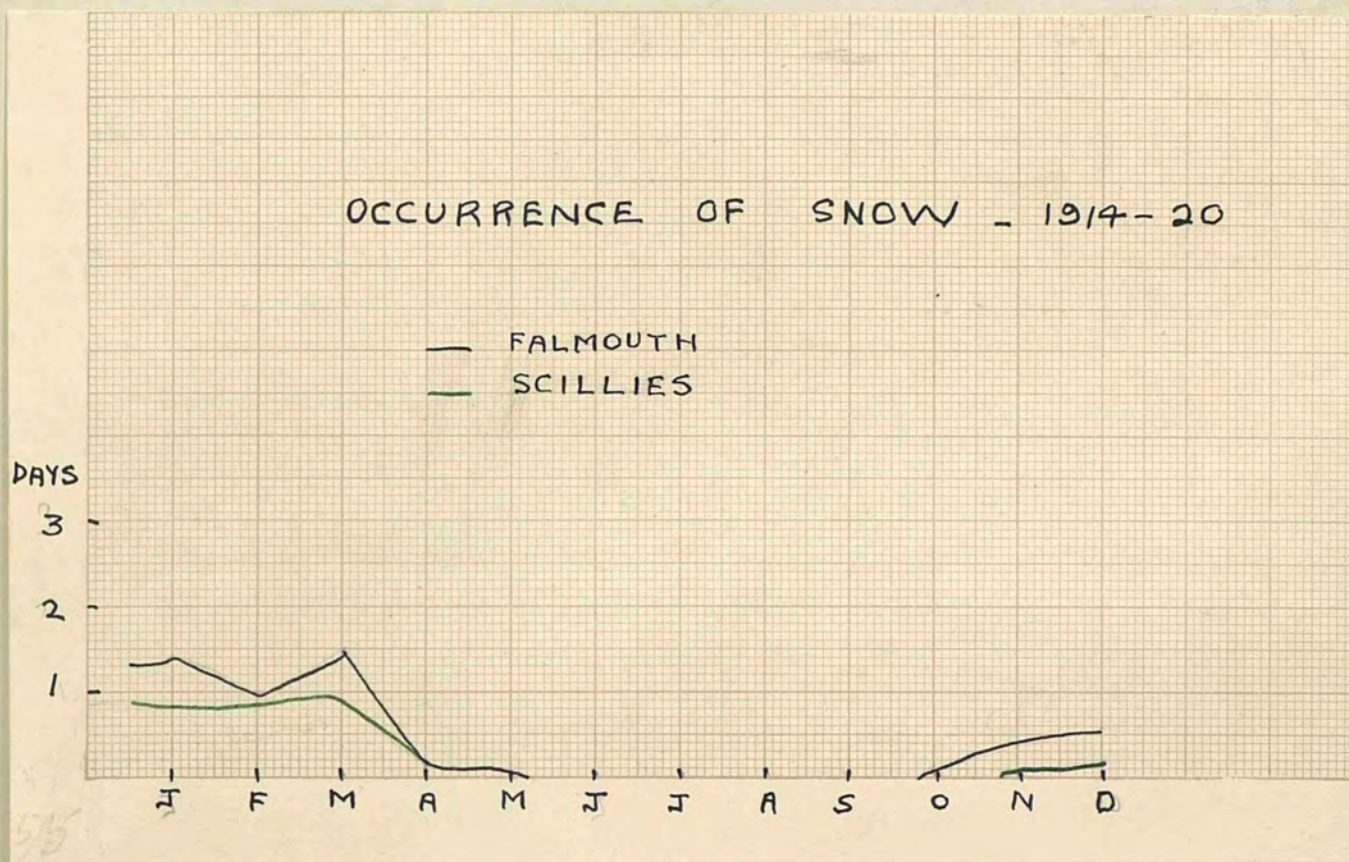 OCCURRENCE OF SNOW - 1914-20
FALMOUTH
SCILLIES
DAYS
3
2
1
J F M A M J J A S O N D